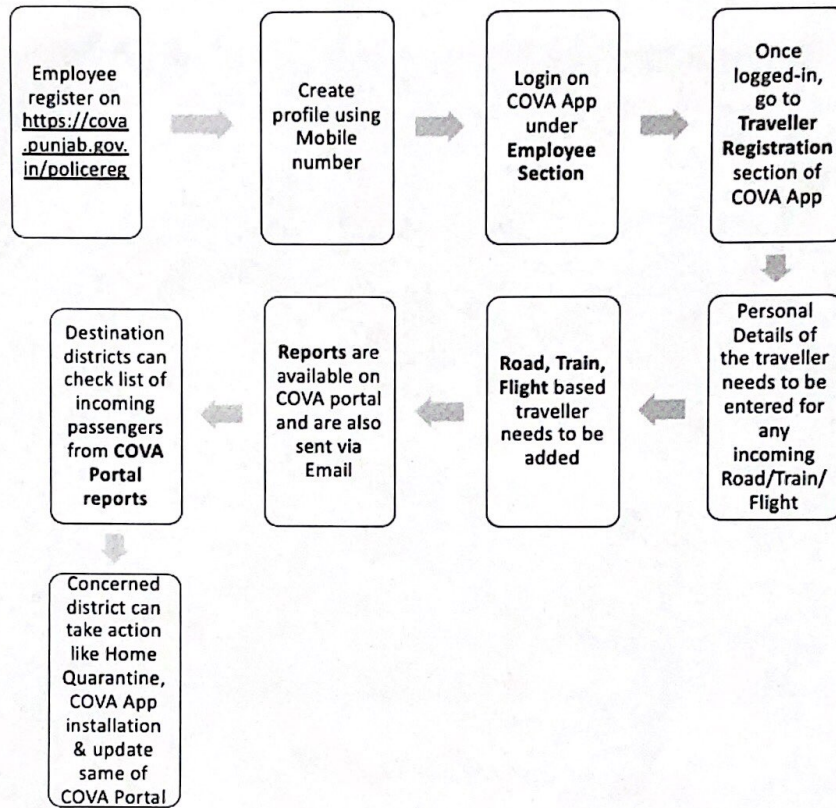 Employee
register on
https://cova
.punjab.gov.
in/policereg
Create
profile using
Mobile
number
Login on
COVA App
under
Employee
Section
Once
logged-in,
go to
Traveller
Registration
section of
COVA App
Personal
Details of
the traveller
needs to be
entered for
any
incoming
Road/Train/
Flight
Road, Train,
Flight based
traveller
needs to be
added
Reports are
available on
COVA portal
and are also
sent via
Email
Destination
districts can
check list of
incoming
passengers
from COVA
Portal
reports
Concerned
district can
take action
like Home
Quarantine,
COVA App
installation
& update
same of
COVA Portal